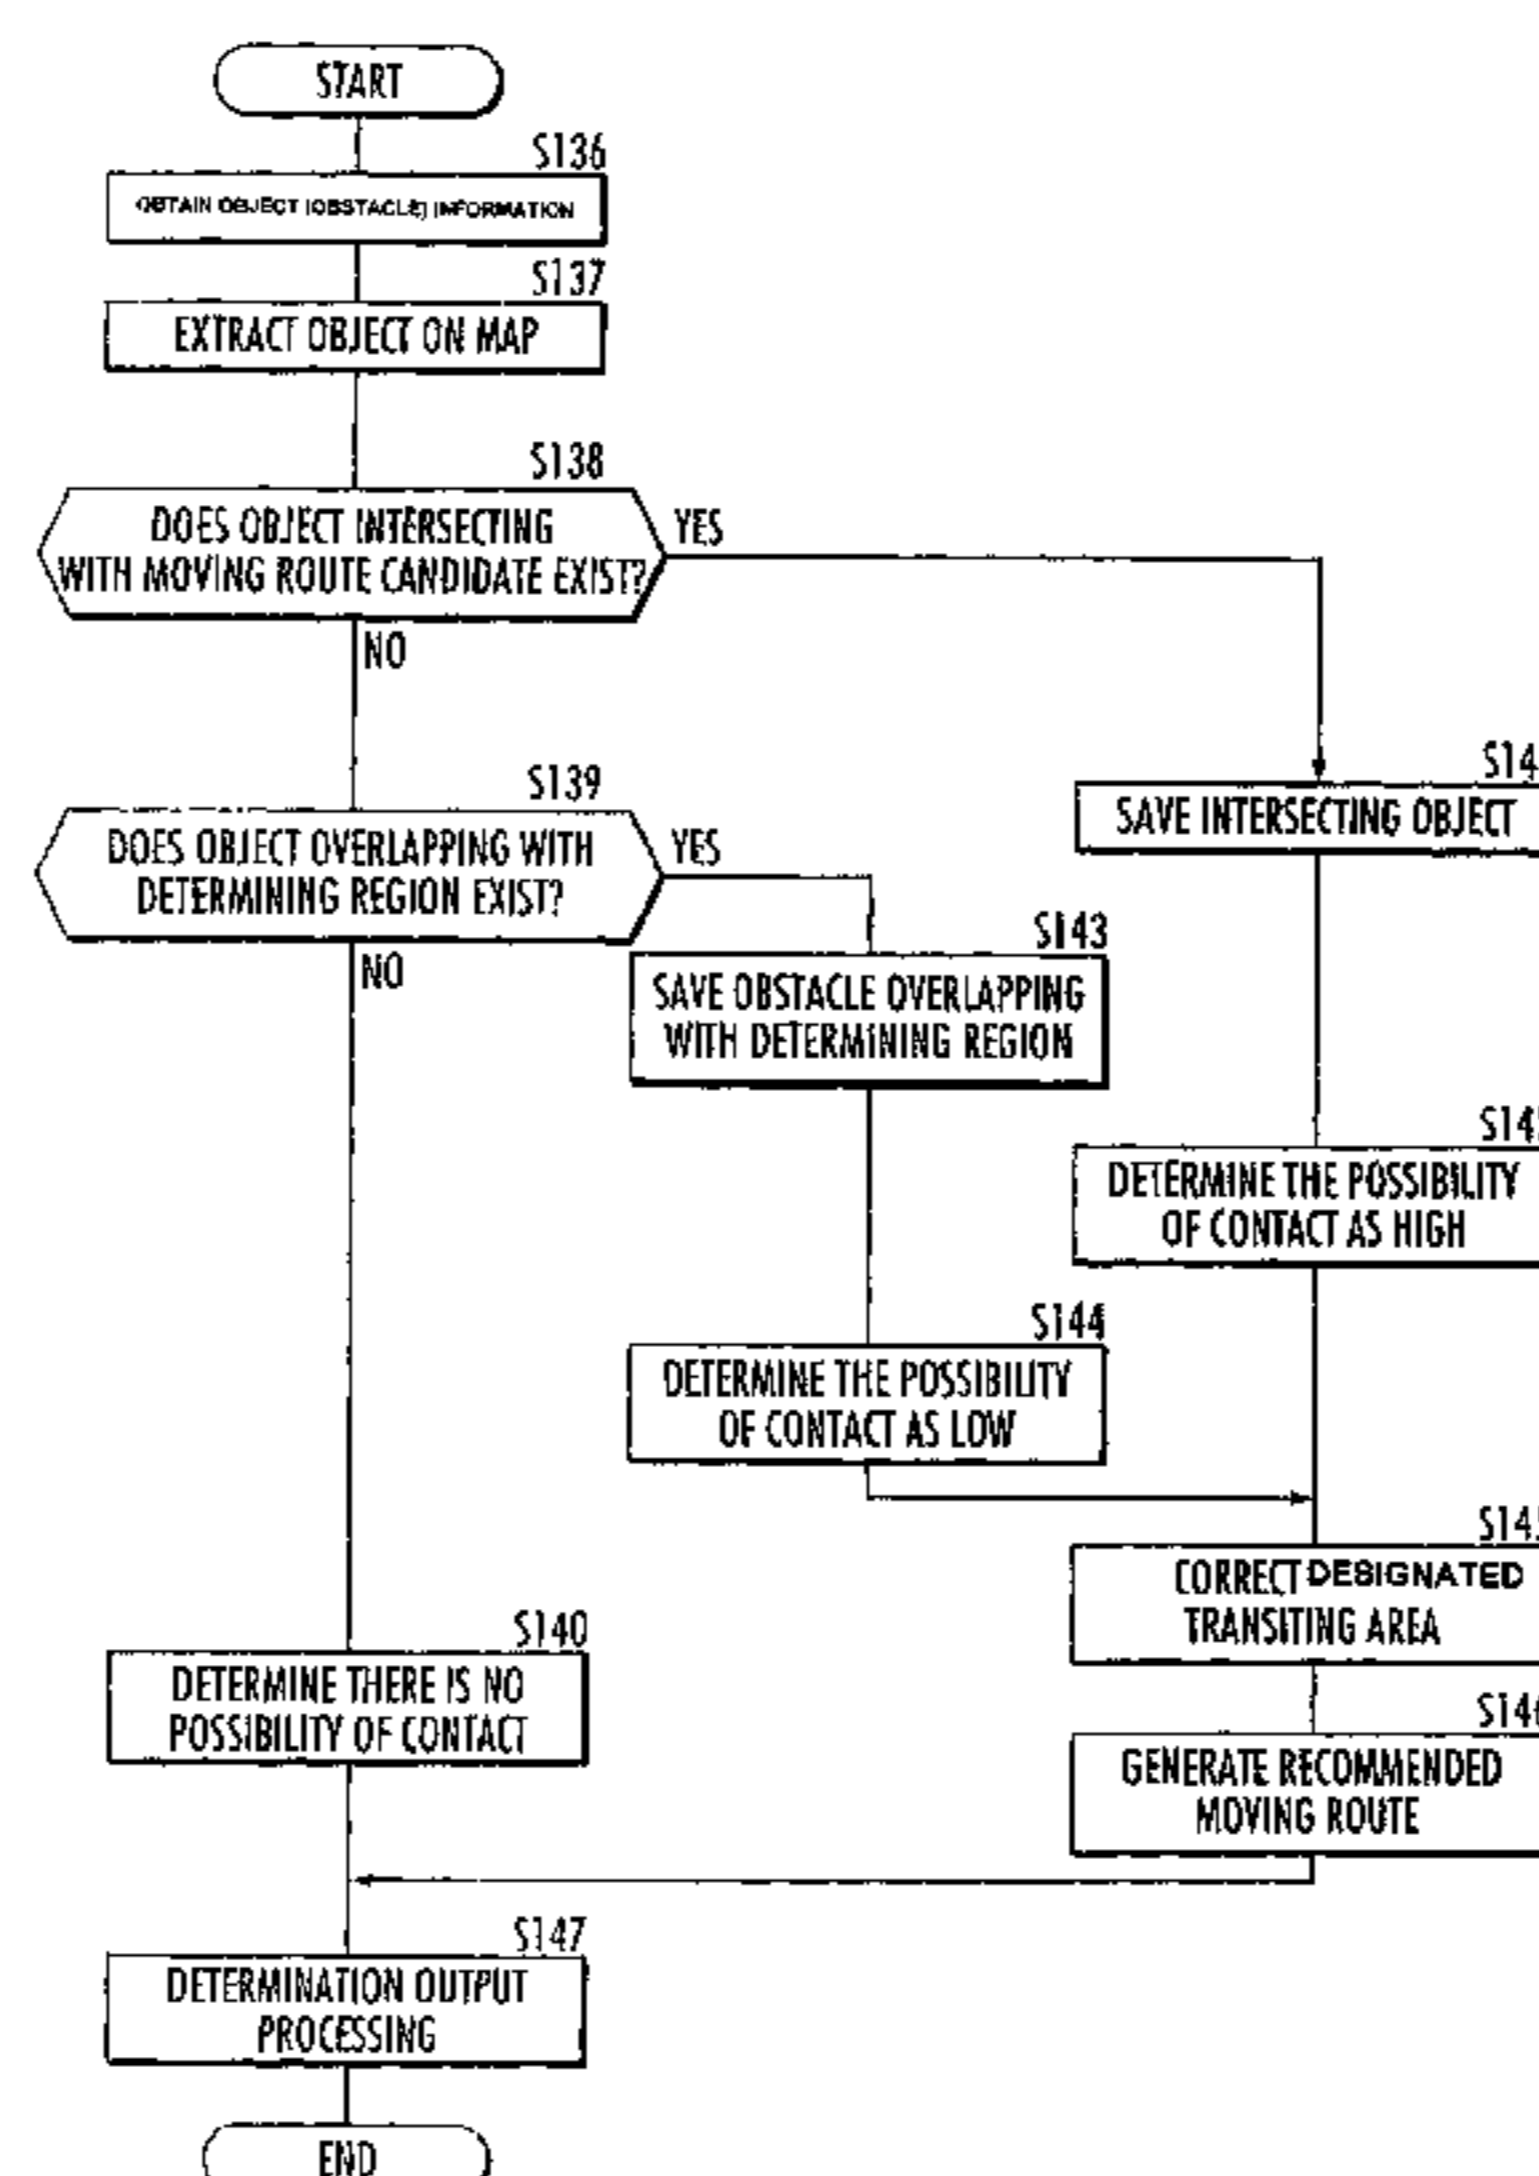 START
S136
OBTAIN OBJECT (OBSTACLE) INFORMATION
S137
EXTRACT OBJECT ON MAP
S138
DOES OBJECT INTERSECTING
WITH MOVING ROUTE CANDIDATE EXIST?
YES
NO
S139
DOES OBJECT OVERLAPPING WITH
DETERMINING REGION EXIST?
YES
NO
S14
SAVE INTERSECTING OBJECT
S143
SAVE OBSTACLE OVERLAPPING
WITH DETERMINING REGION
S142
DETERMINE THE POSSIBILITY
OF CONTACT AS HIGH
S144
DETERMINE THE POSSIBILITY
OF CONTACT AS LOW
S145
CORRECT DESIGNATED
TRANSITING AREA
S140
DETERMINE THERE IS NO
POSSIBILITY OF CONTACT
S146
GENERATE RECOMMENDED
MOVING ROUTE
S147
DETERMINATION OUTPUT
PROCESSING
END